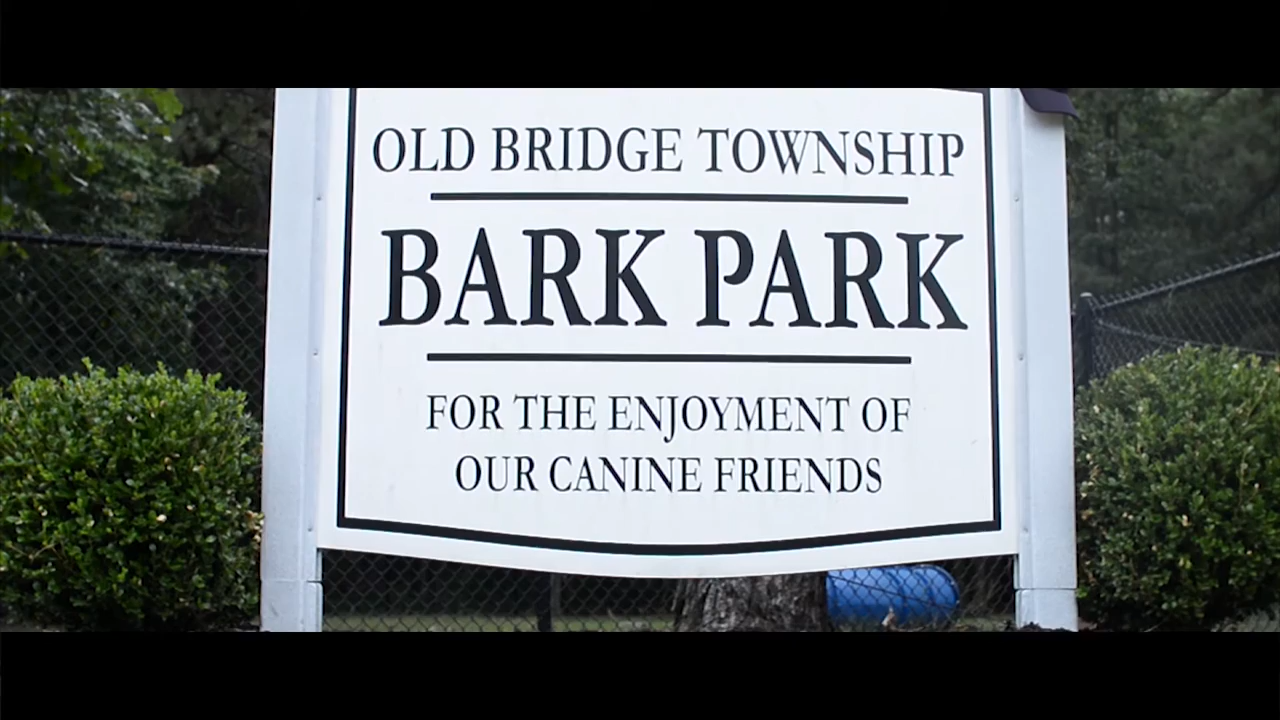 OLD BRIDGE TOWNSHIP
BARK PARK
FOR THE ENJOYMENT OF
OUR CANINE FRIENDS